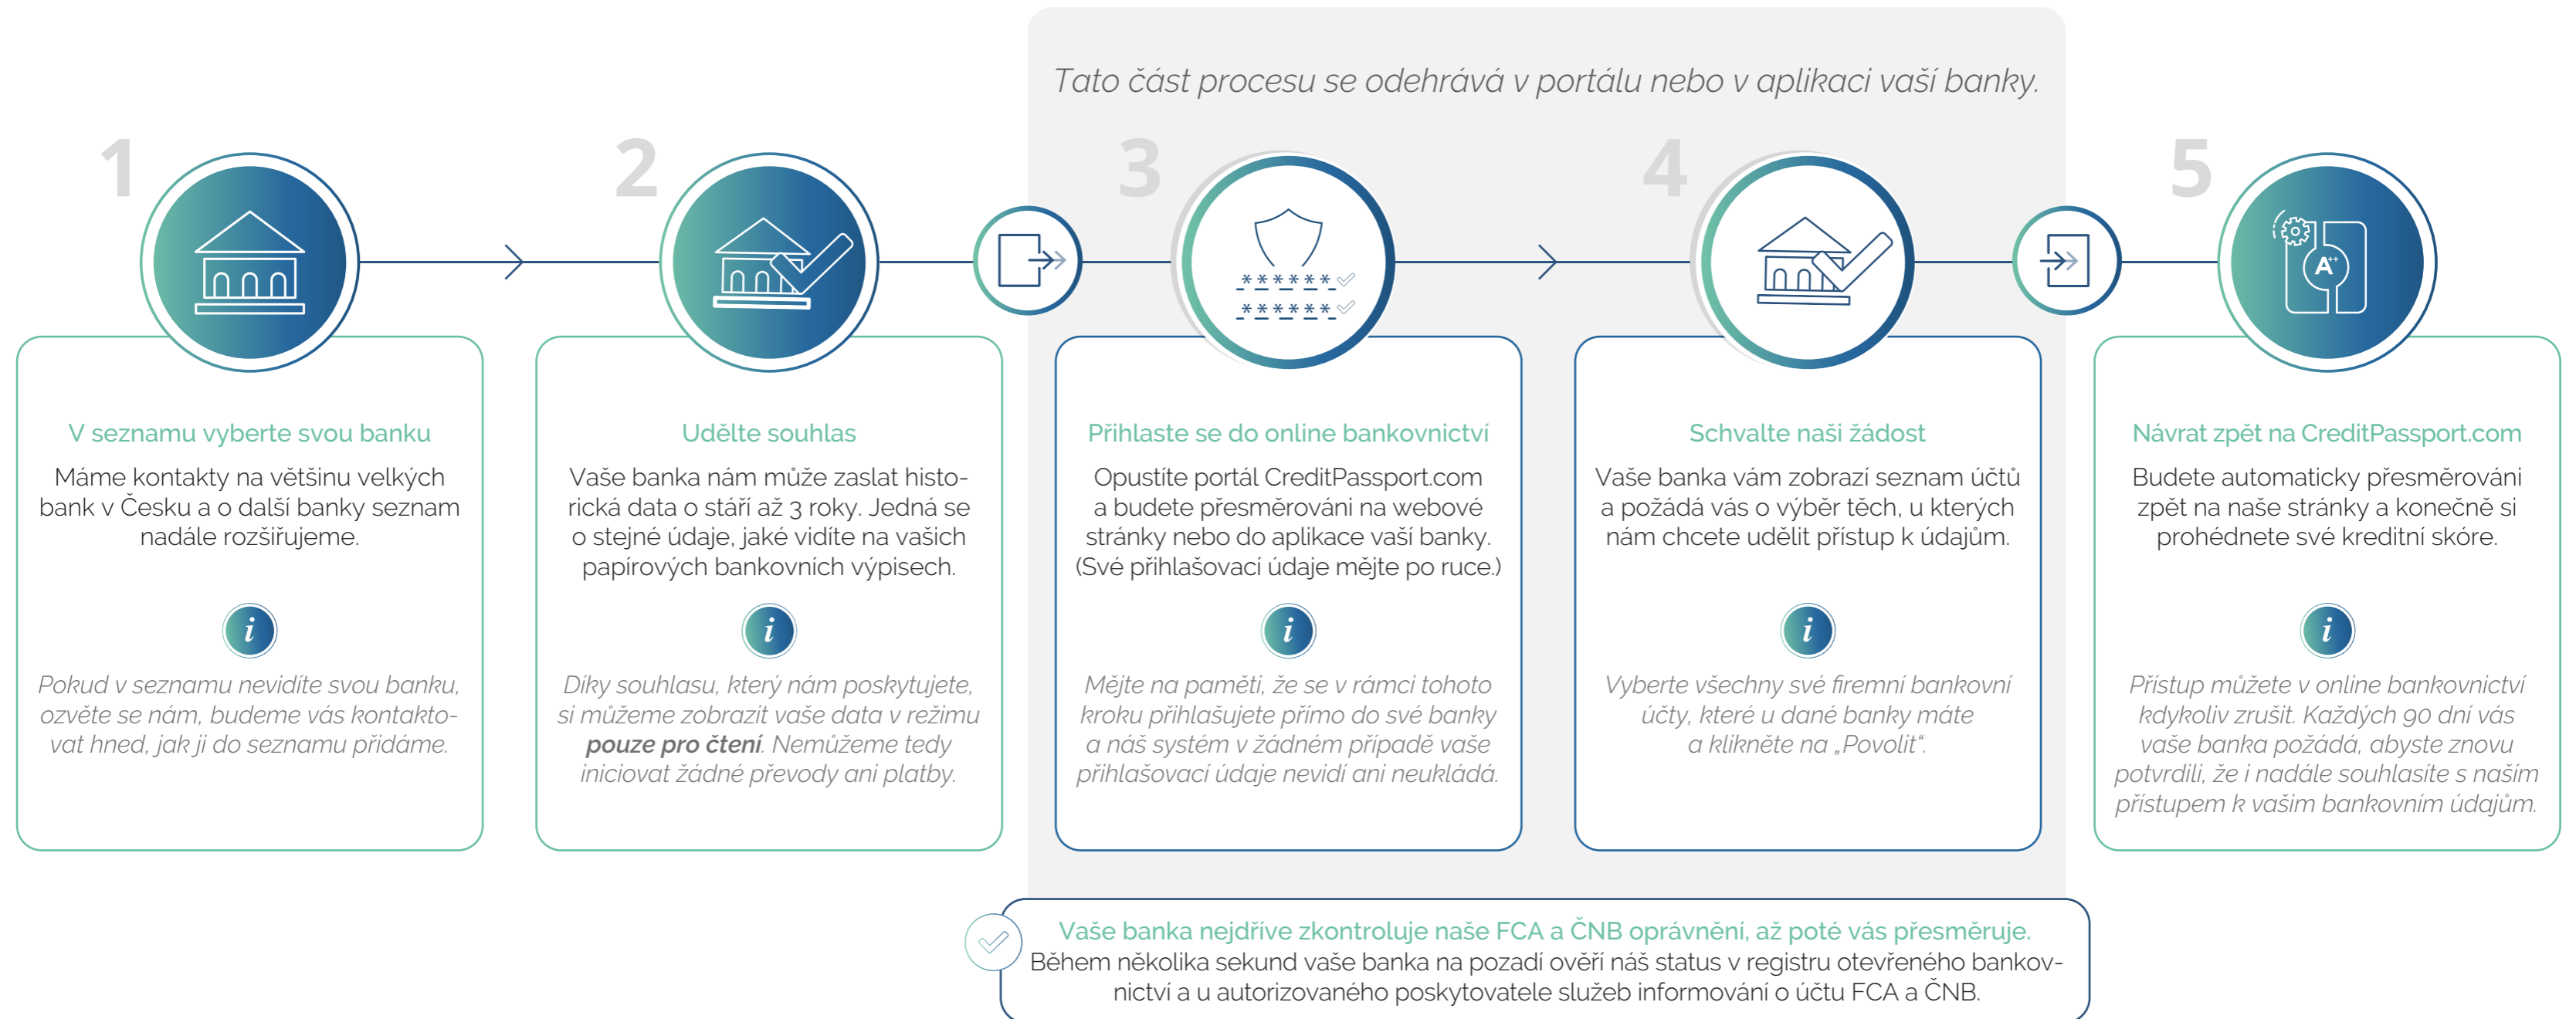 Tato část procesu se odehrává v portálu nebo v aplikaci vaší banky.
1
V seznamu vyberte svou banku
Máme kontakty na většinu velkých
bank v Česku a o další banky seznam
nadále rozšiřujeme.
i
Pokud v seznamu nevidíte svou banku,
ozvěte se nám, budeme vás kontakto-
vat hned, jak ji do seznamu přidáme.
2
Udělte souhlas
Vaše banka nám může zaslat histo-
rická data o stáří až 3 roky. Jedná se
o stejné údaje, jaké vidíte na vašich
papírových bankovních výpisech.
i
Díky souhlasu, který nám poskytujete,
si můžeme zobrazit vaše data v režimu
pouze pro čtení. Nemůžeme tedy
iniciovat žádné převody ani platby.
3
******
******
Přihlaste se do online bankovnictví
Opustíte portál CreditPassport.com
a budete přesměrováni na webové
stránky nebo do aplikace vaší banky.
(Své přihlašovací údaje mějte po ruce.)
i
Mějte na paměti, že se v rámci tohoto
kroku přihlašujete přímo do své banky
a náš systém v žádném případě vaše
přihlašovací údaje nevidí ani neukládá.
4
Schvalte naši žádost
Vaše banka vám zobrazí seznam účtů
a požádá vás o výběr těch, u kterých
nám chcete udělit přístup k údajům.
i
Vyberte všechny své firemní bankovní
účty, které u dané banky máte
a klikněte na „Povolit“.
5
A++
Návrat zpět na CreditPassport.com
Budete automaticky přesměrováni
zpět na naše stránky a konečně si
prohédnete své kreditní skóre.
i
Přístup můžete v online bankovnictví
kdykoliv zrušit. Každých 90 dní vás
vaše banka požádá, abyste znovu
potvrdili, že i nadále souhlasíte s naším
přístupem k vašim bankovním údajům.
Vaše banka nejdříve zkontroluje naše FCA a ČNB oprávnění, až poté vás přesměruje.
Během několika sekund vaše banka na pozadí ověří náš status v registru otevřeného bankov-
nictví a u autorizovaného poskytovatele služeb informování o účtu FCA a ČNB.